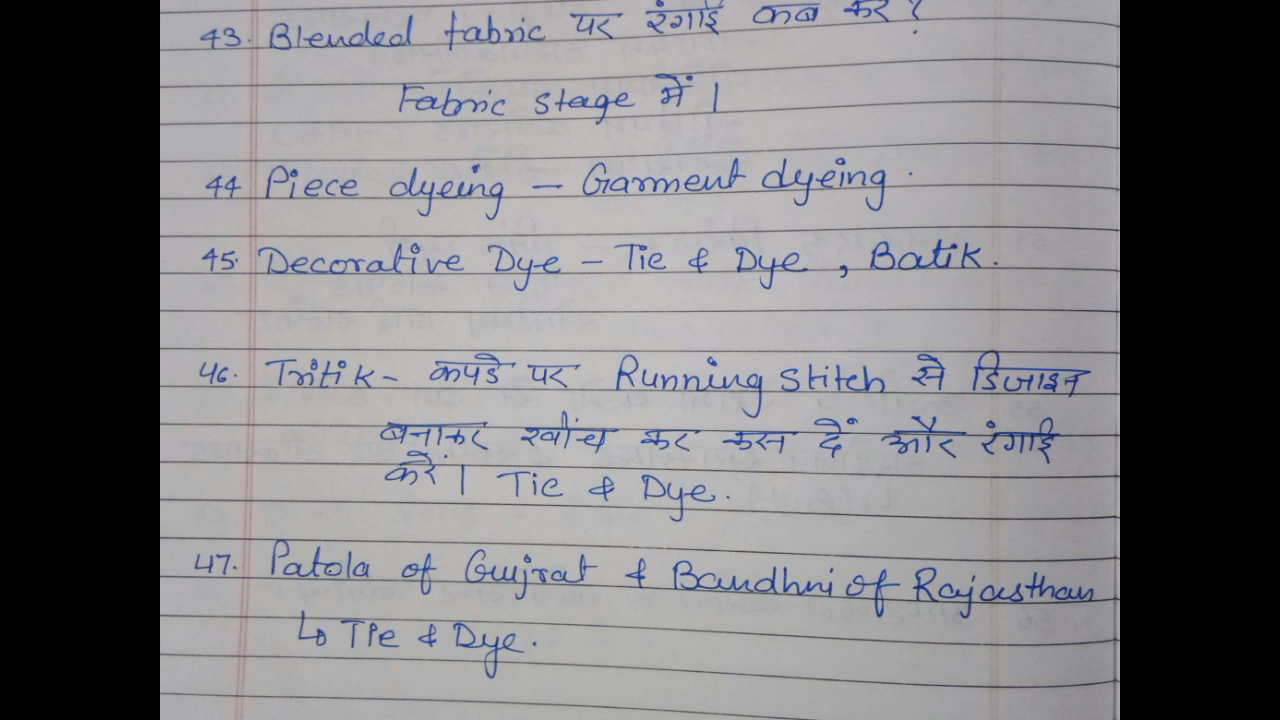 43. Blended fabric पर रंगाई कब करें?
Fabric stage में।
44 Piece dyeing - Garment dyeing.
45. Decorative Dye - Tie & Dye, Batik.
46. Tritik - कपडे पर Running Stitch से डिजाइन
बनाकर खींच कर कस दें और रंगाई
करें। Tie & Dye.
47. Patola of Gujrat & Bandhni of Rajasthan
↳ Tie & Dye.